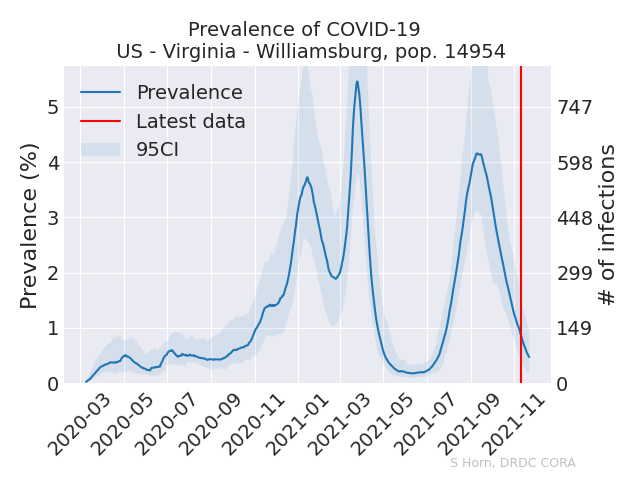 Prevalence of COVID-19
US - Virginia - Williamsburg, pop. 14954
Prevalence
Latest data
95CI
Prevalence (%)
5
4
3
2
1
0
747
598
448
299
149
0
# of infections
2020-03
2020-05
2020-07
2020-09
2020-11
2021-01
2021-03
2021-05
2021-07
2021-09
2021-11
S Horn, DRDC CORA